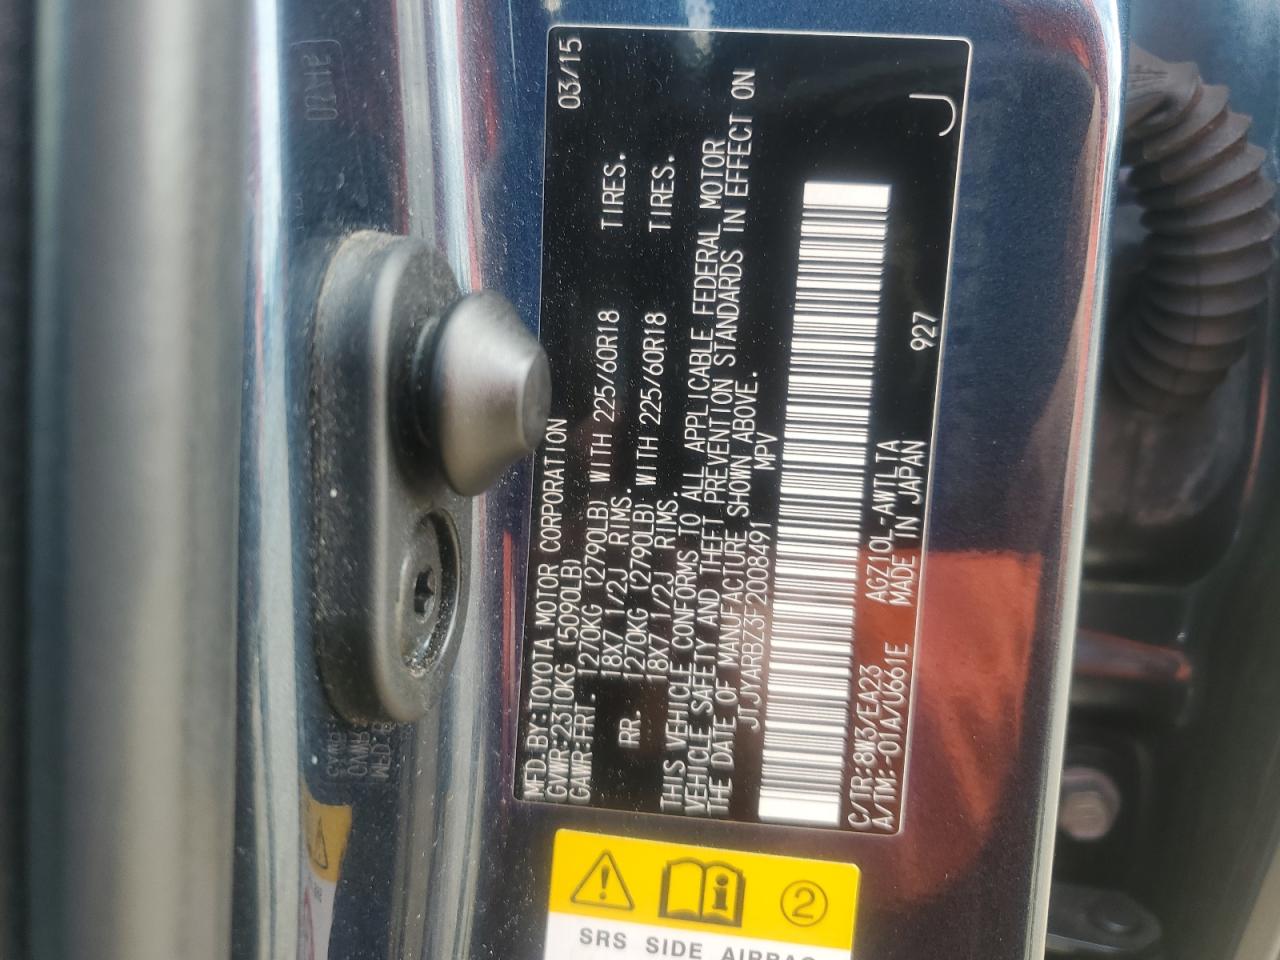 MFD. BY: TOYOTA MOTOR CORPORATION 03/15
GVWR: 2310KG (5090LB)
GAWR: FRT. 1270KG (2790LB) WITH 225/60R18 TIRES.
18X7 1/2J RIMS.
RR. 1270KG (2790LB) WITH 225/60R18 TIRES.
18X7 1/2J RIMS.
THIS VEHICLE CONFORMS TO ALL APPLICABLE FEDERAL MOTOR
VEHICLE SAFETY AND THEFT PREVENTION STANDARDS IN EFFECT ON
THE DATE OF MANUFACTURE SHOWN ABOVE.
JTJYARBZ3F2008491 MPV
C/TR: 8W3/EA23 AGZ10L-AWTLTA
A/TM: -01A/U661E MADE IN JAPAN 927 J
2
SRS SIDE AIRBAG